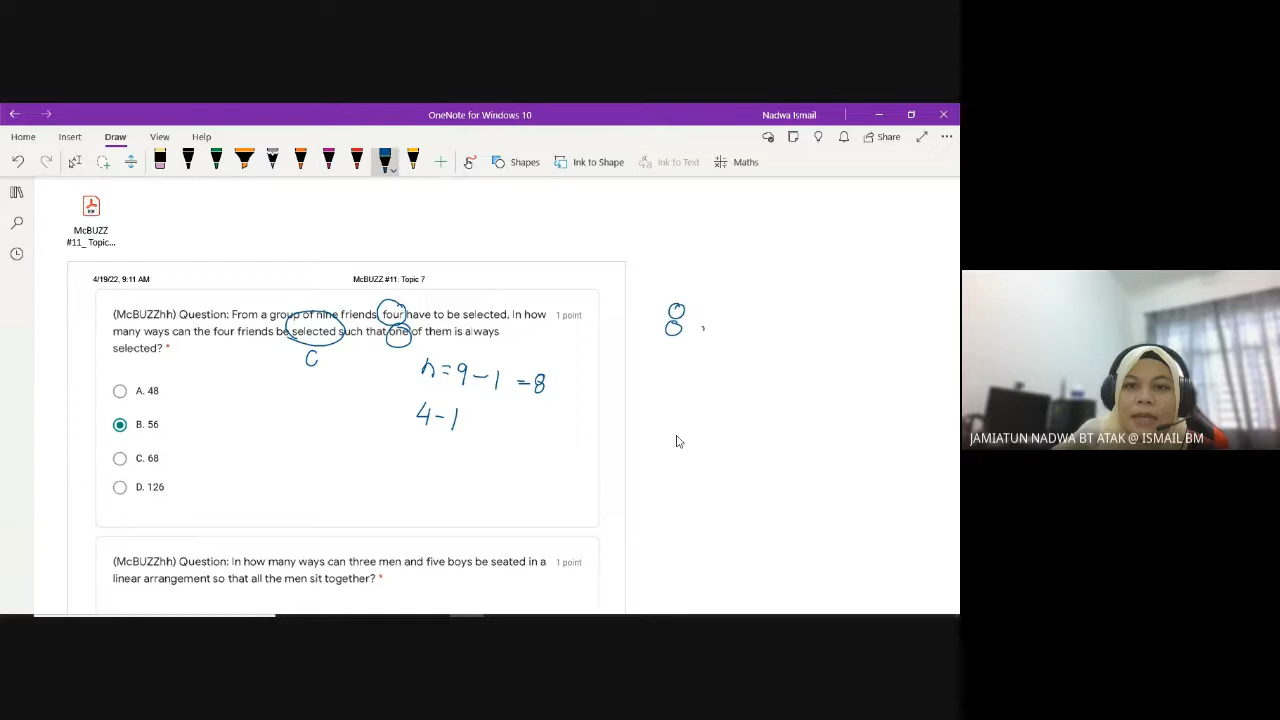 OneNote for Windows 10
Nadwa Ismail
Home Insert Draw View Help
Share
Shapes Ink to Shape Ink to Text Maths
PDF
McBUZZ
#11_ Topic...
4/19/22, 9:11 AM McBUZZ #11: Topic 7
(McBUZZhh) Question: From a group of nine friends, four have to be selected. In how 1 point
many ways can the four friends be selected such that one of them is always
selected? *
C
n = 9 - 1 = 8
4 - 1
8
8
A. 48
B. 56
C. 68
D. 126
(McBUZZhh) Question: In how many ways can three men and five boys be seated in a 1 point
linear arrangement so that all the men sit together? *
JAMIATUN NADWA BT ATAK @ ISMAIL BM